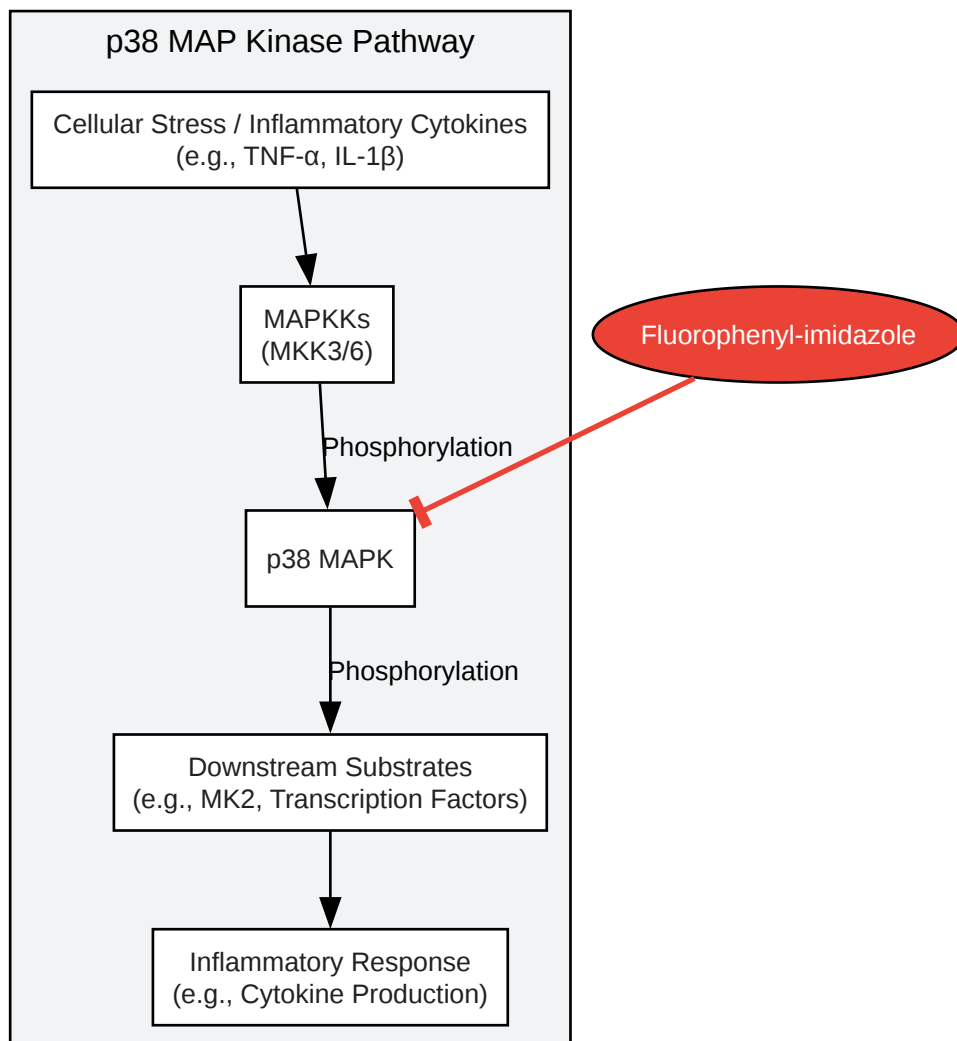 p38 MAP Kinase Pathway
Cellular Stress / Inflammatory Cytokines
(e.g., TNF-α, IL-1β)
MAPKKs
(MKK3/6)
Fluorophenyl-imidazole
Phosphorylation
p38 MAPK
Phosphorylation
Downstream Substrates
(e.g., MK2, Transcription Factors)
Inflammatory Response
(e.g., Cytokine Production)